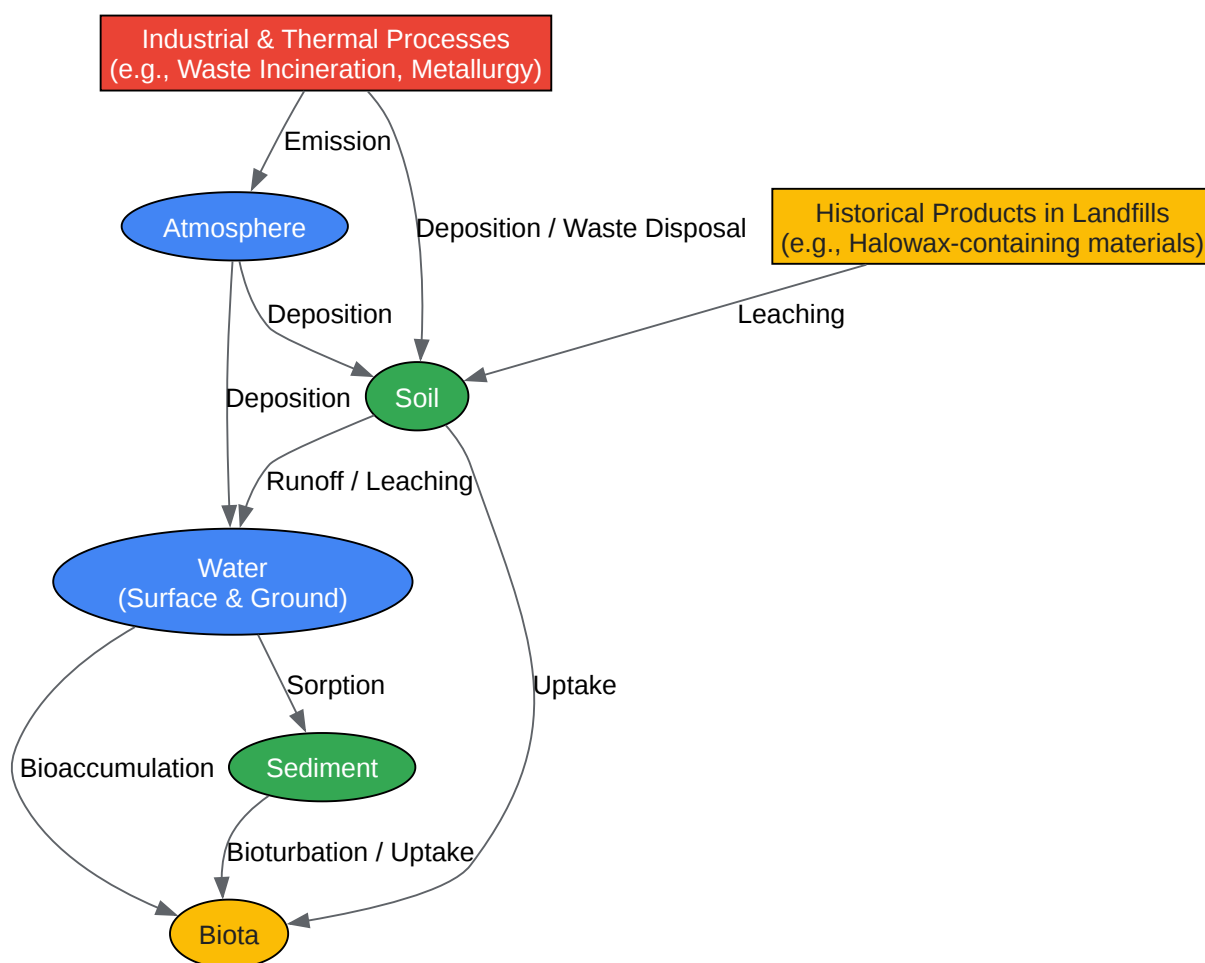 Industrial & Thermal Processes
(e.g., Waste Incineration, Metallurgy)
Emission
Atmosphere
Deposition / Waste Disposal
Historical Products in Landfills
(e.g., Halowax-containing materials)
Deposition
Leaching
Deposition
Soil
Runoff / Leaching
Water
(Surface & Ground)
Sorption
Uptake
Bioaccumulation
Sediment
Bioturbation / Uptake
Biota